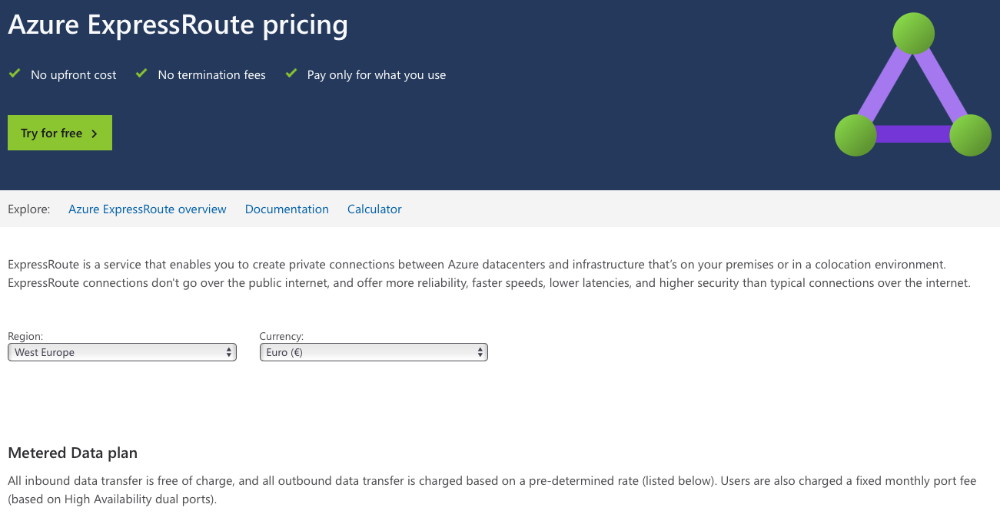 Azure ExpressRoute pricing
No upfront cost No termination fees Pay only for what you use
Try for free
Explore: Azure ExpressRoute overview Documentation Calculator
ExpressRoute is a service that enables you to create private connections between Azure datacenters and infrastructure that’s on your premises or in a colocation environment.
ExpressRoute connections don't go over the public internet, and offer more reliability, faster speeds, lower latencies, and higher security than typical connections over the internet.
Region: Currency:
West Europe Euro (€)
Metered Data plan
All inbound data transfer is free of charge, and all outbound data transfer is charged based on a pre-determined rate (listed below). Users are also charged a fixed monthly port fee
(based on High Availability dual ports).